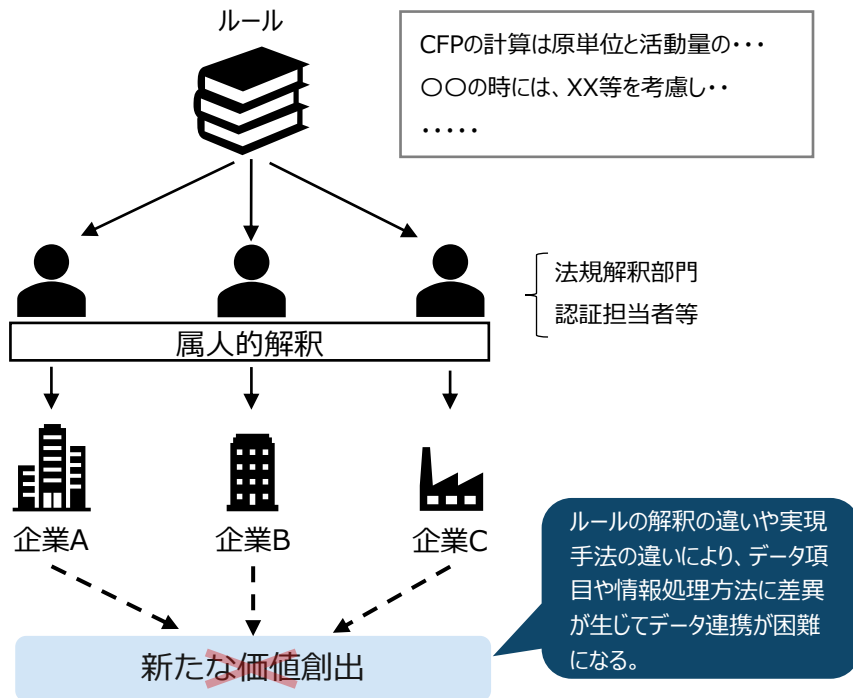 ルール
CFPの計算は原単位と活動量の・・・
〇〇の時には、XX等を考慮し・・
・・・・・
法規解釈部門
認証担当者等
属人的解釈
企業A
企業B
企業C
ルールの解釈の違いや実現
手法の違いにより、データ項
目や情報処理方法に差異
が生じてデータ連携が困難
になる。
新たな価値創出